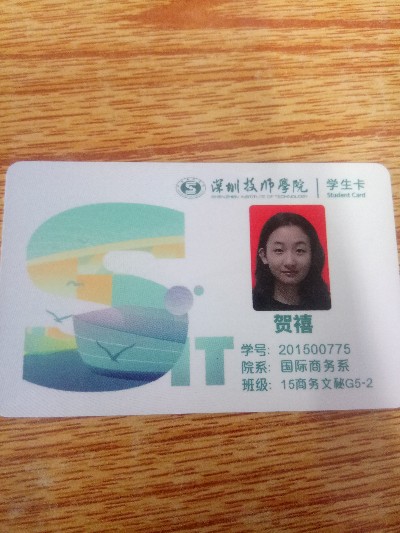 深圳技师学院 学生卡
SHENZHEN INSTITUTE OF TECHNOLOGY Student Card
贺禧
学号: 201500775
院系: 国际商务系
班级: 15商务文秘G5-2
SIT